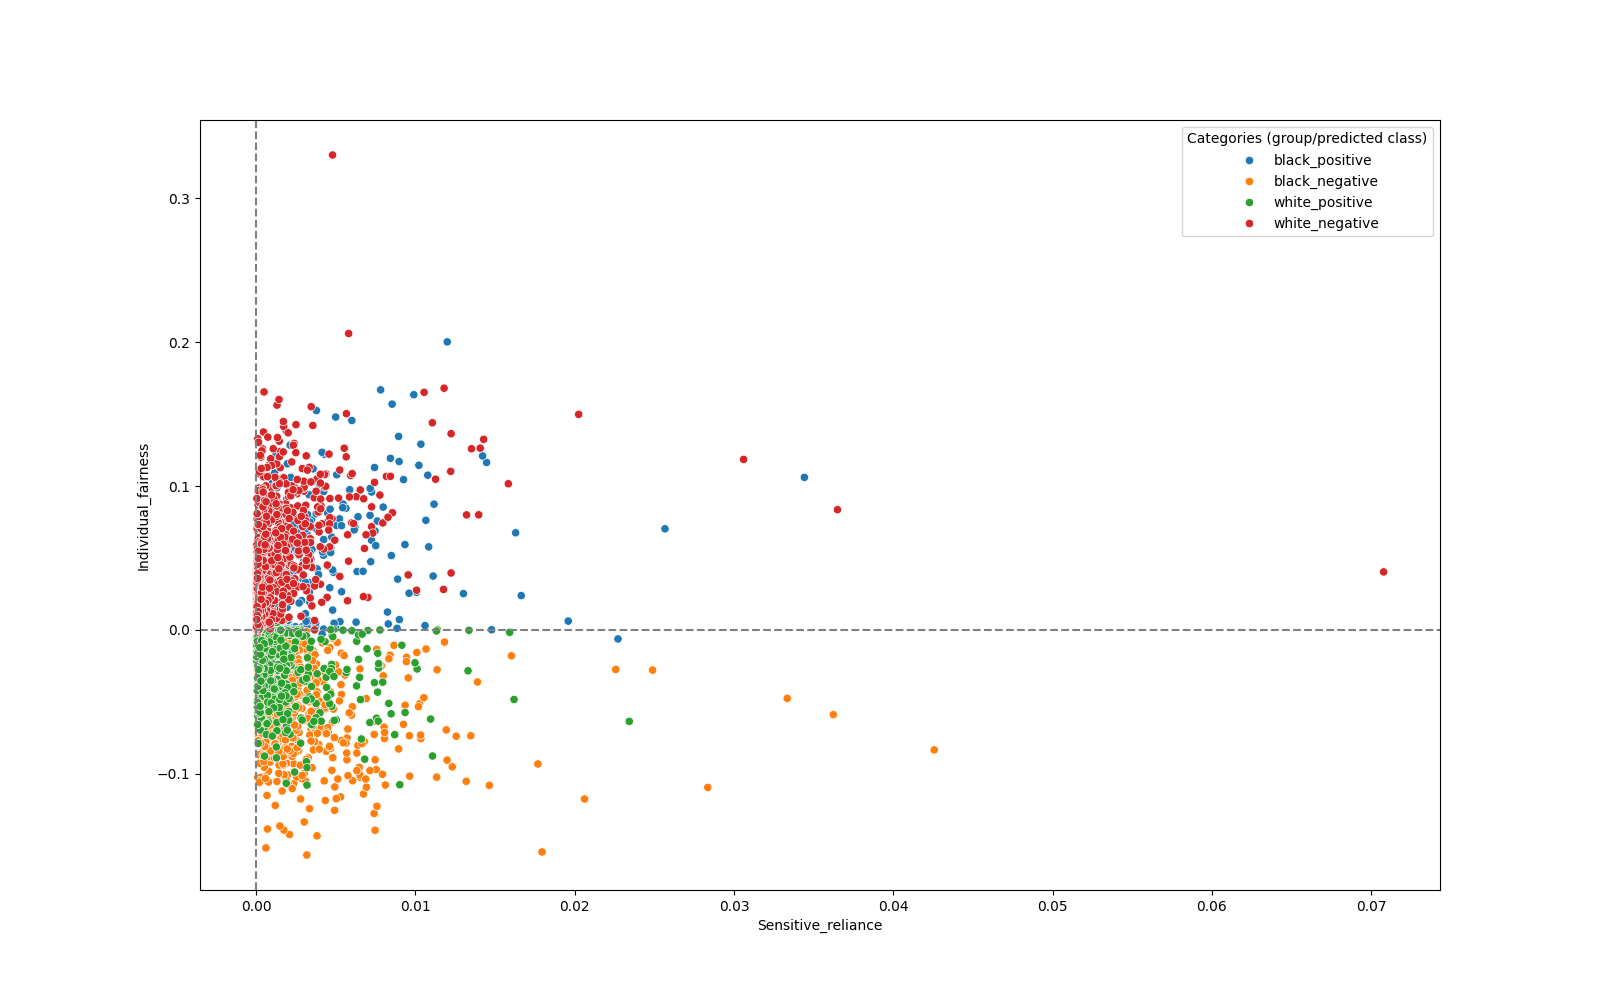 Categories (group/predicted class)
black_positive
black_negative
white_positive
white_negative
0.3
0.2
0.1
0.0
−0.1
Individual_fairness
0.00 0.01 0.02 0.03 0.04 0.05 0.06 0.07
Sensitive_reliance